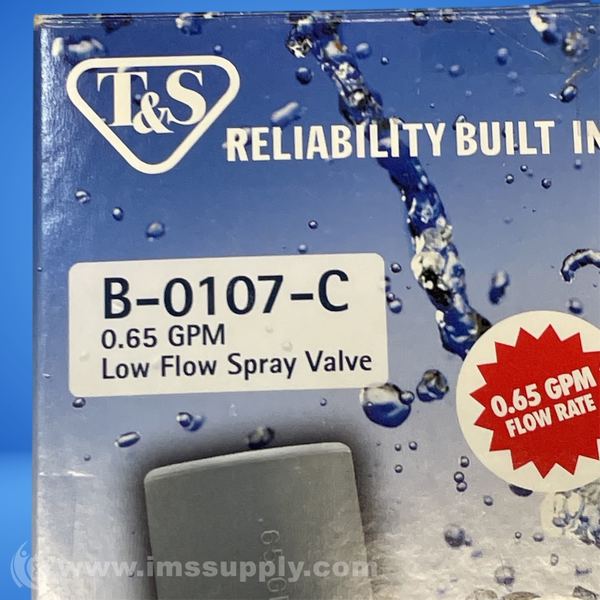 T&S
RELIABILITY BUILT IN
B-0107-C
0.65 GPM
Low Flow Spray Valve
0.65 GPM
FLOW RATE
.65 G
www.imssupply.com